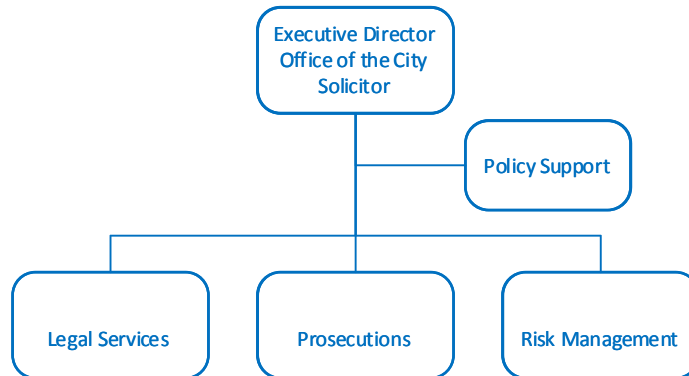 Executive Director
Office of the City
Solicitor
Policy Support
Legal Services
Prosecutions
Risk Management